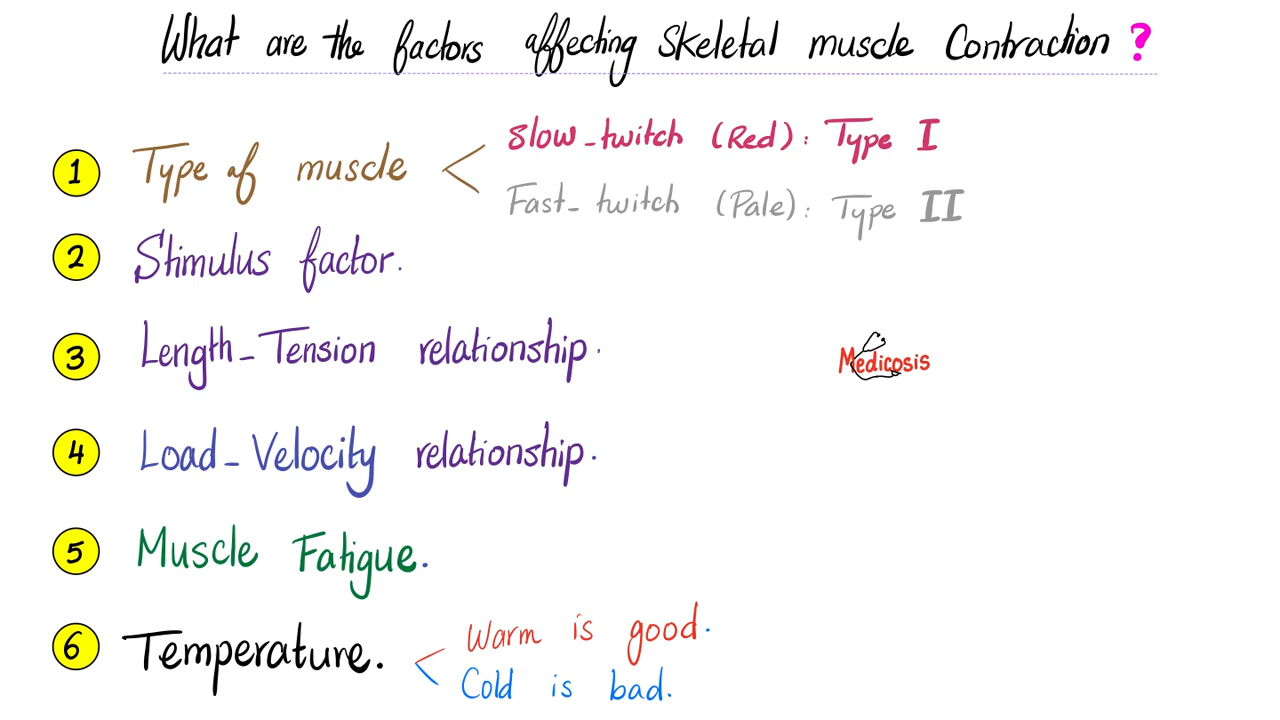 What are the factors affecting Skeletal muscle Contraction ?
1 Type of muscle < Slow-twitch (Red): Type I
Fast-twitch (Pale): Type II
2 Stimulus factor.
3 Length-Tension relationship.
Medicosis
4 Load-Velocity relationship.
5 Muscle Fatigue.
6 Temperature. < Warm is good.
Cold is bad.